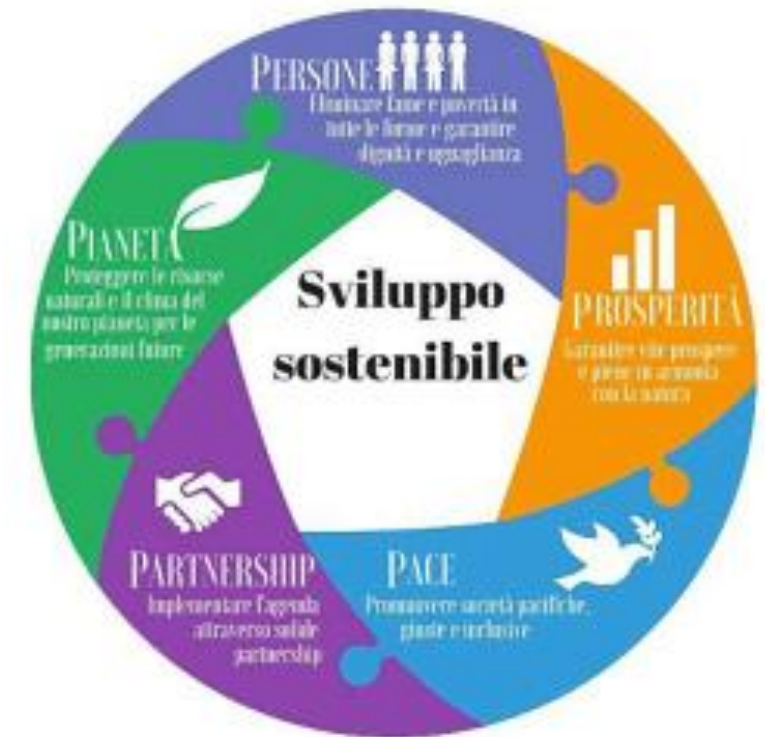 PERSONE
Eliminare fame e povertà in
tutte le forme e garantire
dignità e uguaglianza
PROSPERITÀ
Garantire vite prospere
e piene in armonia
con la natura
PACE
Promuovere società pacifiche,
giuste e inclusive
PARTNERSHIP
Implementare l'agenda
attraverso solide
partnership
PIANETA
Proteggere le risorse
naturali e il clima del
nostro pianeta per le
generazioni future
Sviluppo
sostenibile